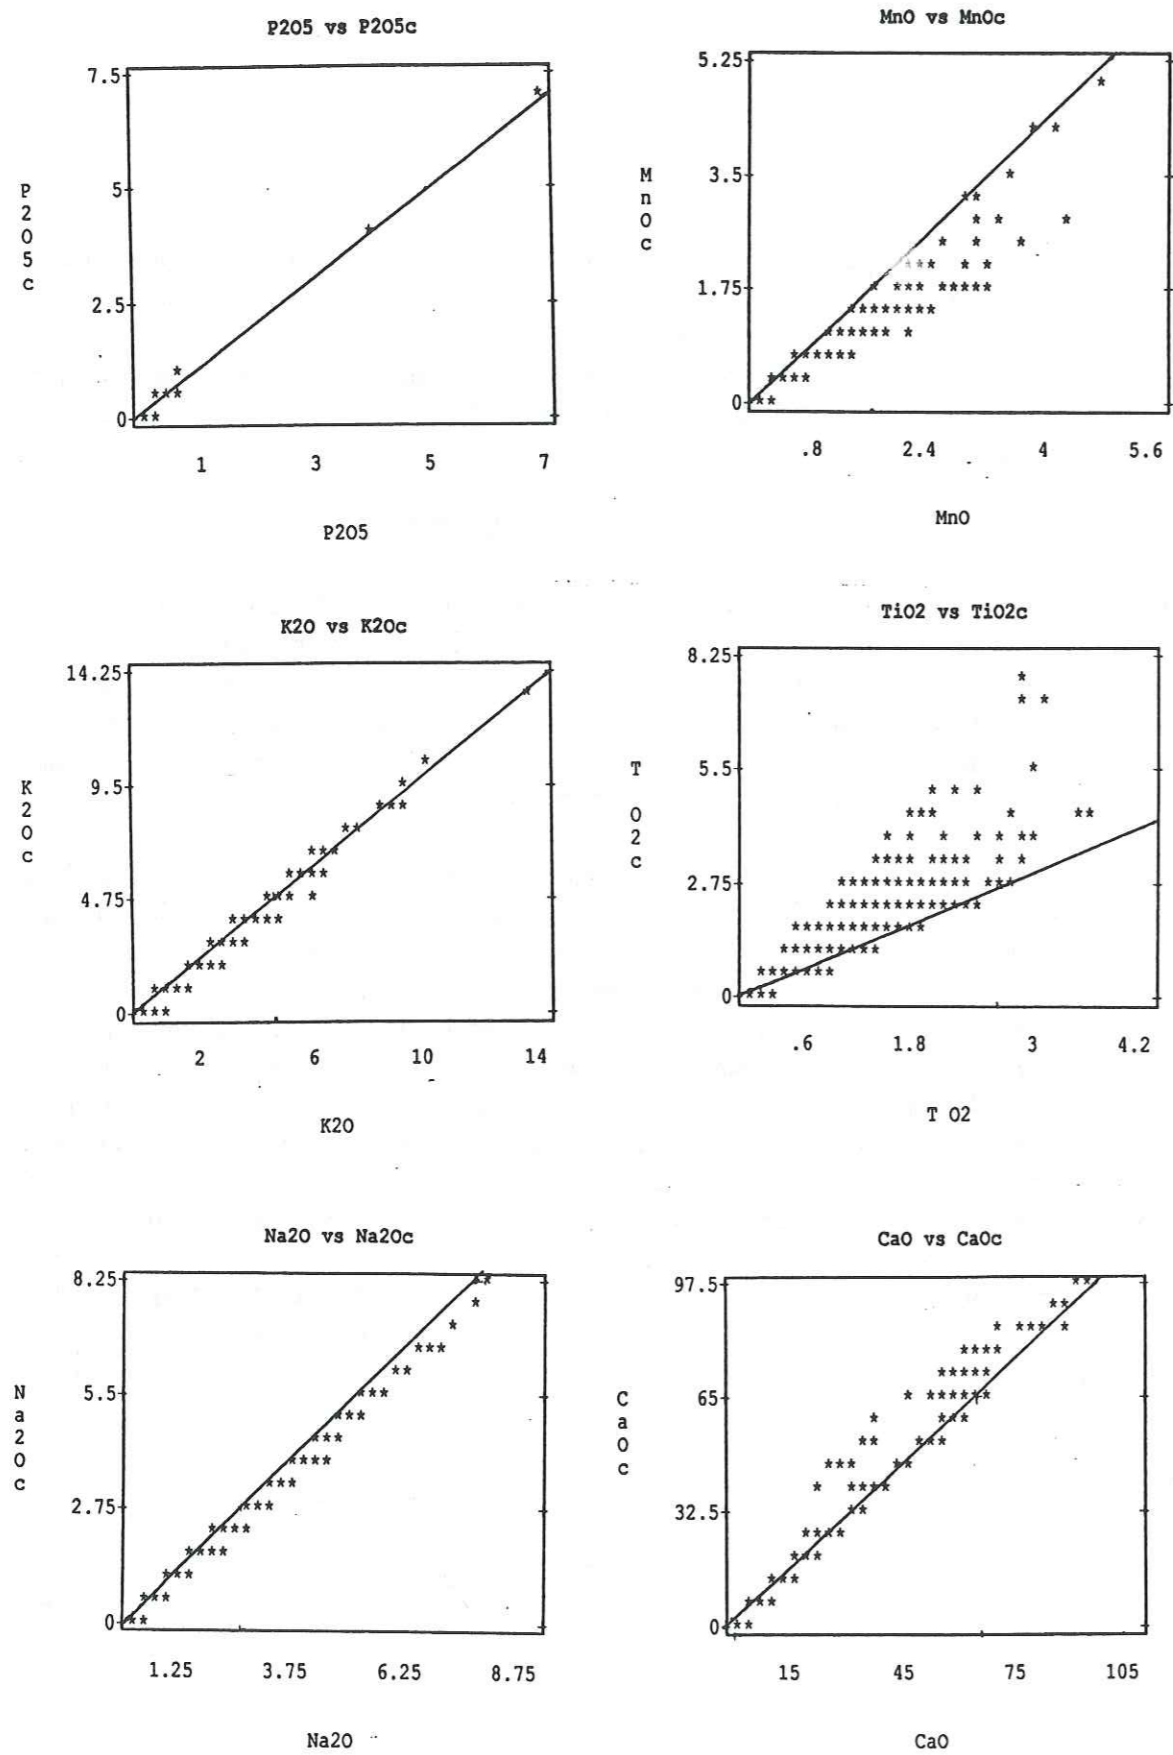 P2O5 vs P2O5c
7.5
5
2.5
0
P
2
O
5
c
1 3 5 7
P2O5
MnO vs MnOc
5.25
3.5
1.75
0
M
n
O
c
.8 2.4 4 5.6
MnO
K2O vs K2Oc
14.25
9.5
4.75
0
K
2
O
c
2 6 10 14
K2O
TiO2 vs TiO2c
8.25
5.5
2.75
0
T
O
2
c
.6 1.8 3 4.2
T O2
Na2O vs Na2Oc
8.25
5.5
2.75
0
N
a
2
O
c
1.25 3.75 6.25 8.75
Na2O
CaO vs CaOc
97.5
65
32.5
0
C
a
O
c
15 45 75 105
CaO